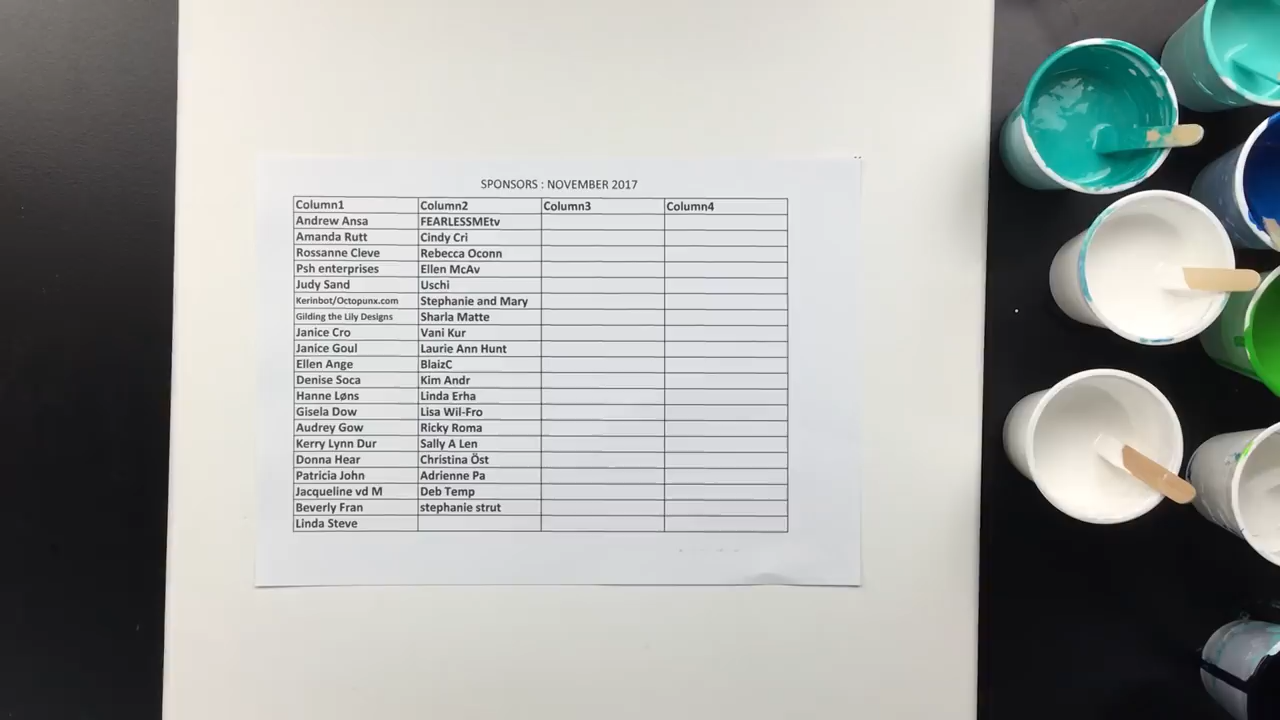 SPONSORS : NOVEMBER 2017
Column1 Column2 Column3 Column4
Andrew Ansa FEARLESSMEtv
Amanda Rutt Cindy Cri
Rossanne Cleve Rebecca Oconn
Psh enterprises Ellen McAv
Judy Sand Uschi
Kerinbot/Octopunx.com Stephanie and Mary
Gilding the Lily Designs Sharla Matte
Janice Cro Vani Kur
Janice Goul Laurie Ann Hunt
Ellen Ange BlaizC
Denise Soca Kim Andr
Hanne Løns Linda Erha
Gisela Dow Lisa Wil-Fro
Audrey Gow Ricky Roma
Kerry Lynn Dur Sally A Len
Donna Hear Christina Öst
Patricia John Adrienne Pa
Jacqueline vd M Deb Temp
Beverly Fran stephanie strut
Linda Steve